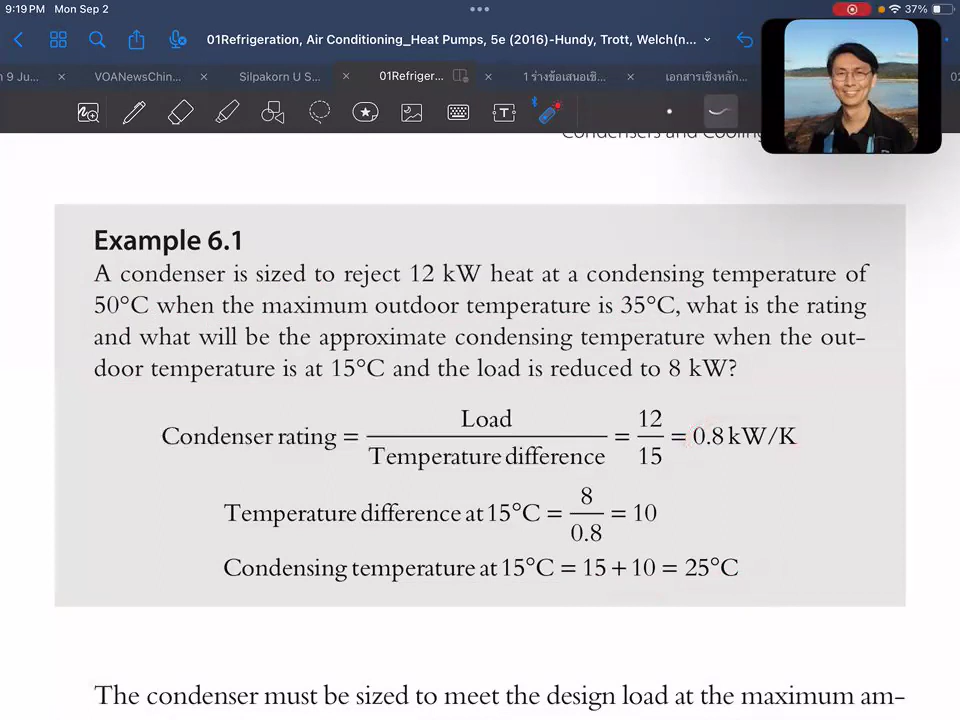 9:19 PM Mon Sep 2
37%
01Refrigeration, Air Conditioning_Heat Pumps, 5e (2016)-Hundy, Trott, Welch(n...
9 Ju...
VOANewsChin...
Silpakorn U S...
01Refriger...
1 ร่างข้อเสนอเชิ...
เอกสารเชิงหลัก...
Condensers and Cooling
Example 6.1
A condenser is sized to reject 12 kW heat at a condensing temperature of
50°C when the maximum outdoor temperature is 35°C, what is the rating
and what will be the approximate condensing temperature when the out-
door temperature is at 15°C and the load is reduced to 8 kW?
Condenser rating = Load / Temperature difference = 12 / 15 = 0.8 kW/K
Temperature difference at 15°C = 8 / 0.8 = 10
Condensing temperature at 15°C = 15 + 10 = 25°C
The condenser must be sized to meet the design load at the maximum am-